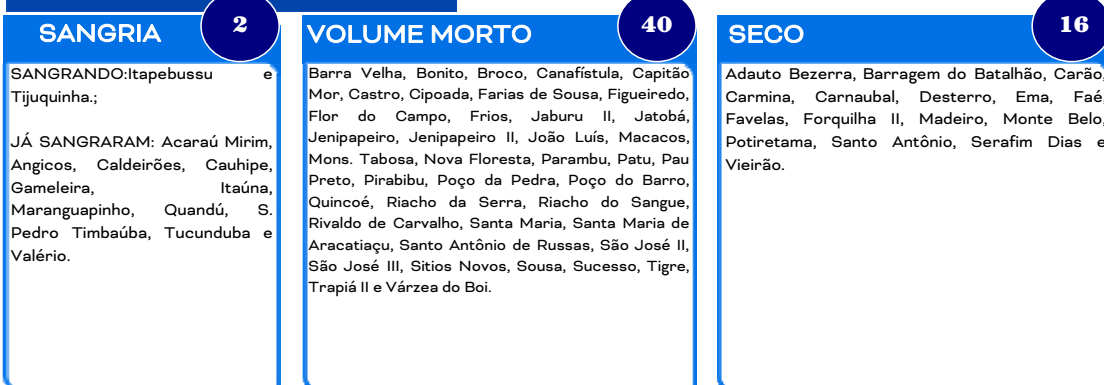 SANGRIA
2
SANGRANDO:Itapebussu e
Tijuquinha.;
JÁ SANGRARAM: Acaraú Mirim,
Angicos, Caldeirões, Cauhipe,
Gameleira, Itaúna,
Maranguapinho, Quandú, S.
Pedro Timbaúba, Tucunduba e
Valério.
VOLUME MORTO
40
Barra Velha, Bonito, Broco, Canafístula, Capitão
Mor, Castro, Cipoada, Farias de Sousa, Figueiredo,
Flor do Campo, Frios, Jaburu II, Jatobá,
Jenipapeiro, Jenipapeiro II, João Luís, Macacos,
Mons. Tabosa, Nova Floresta, Parambu, Patu, Pau
Preto, Pirabibu, Poço da Pedra, Poço do Barro,
Quincoé, Riacho da Serra, Riacho do Sangue,
Rivaldo de Carvalho, Santa Maria, Santa Maria de
Aracatiaçu, Santo Antônio de Russas, São José II,
São José III, Sitios Novos, Sousa, Sucesso, Tigre,
Trapiá II e Várzea do Boi.
SECO
16
Adauto Bezerra, Barragem do Batalhão, Carão,
Carmina, Carnaubal, Desterro, Ema, Faé,
Favelas, Forquilha II, Madeiro, Monte Belo,
Potiretama, Santo Antônio, Serafim Dias e
Vieirão.